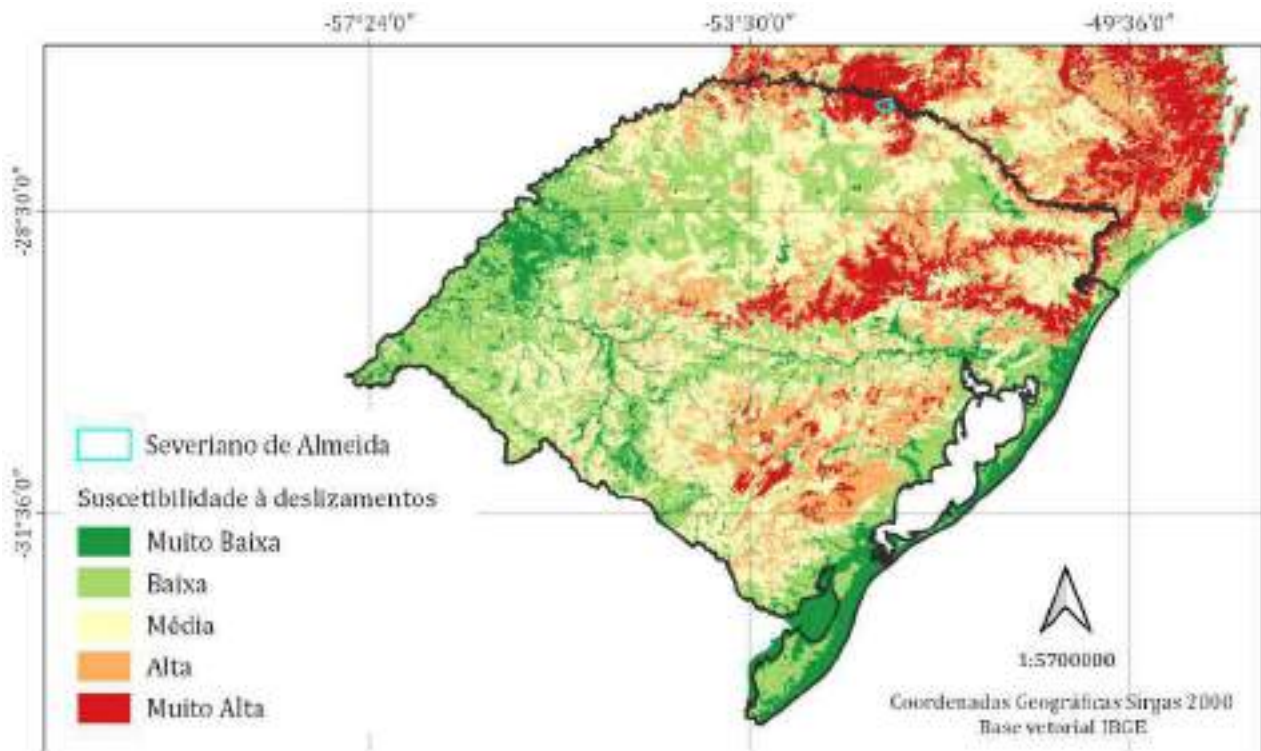 -57°24'0"
-53°30'0"
-49°36'0"
-28°30'0"
-31°36'0"
Severiano de Almeida
Suscetibilidade à deslizamentos
Muito Baixa
Baixa
Média
Alta
Muito Alta
1:5700000
Coordenadas Geográficas Sirgas 2000
Base vetorial IBGE